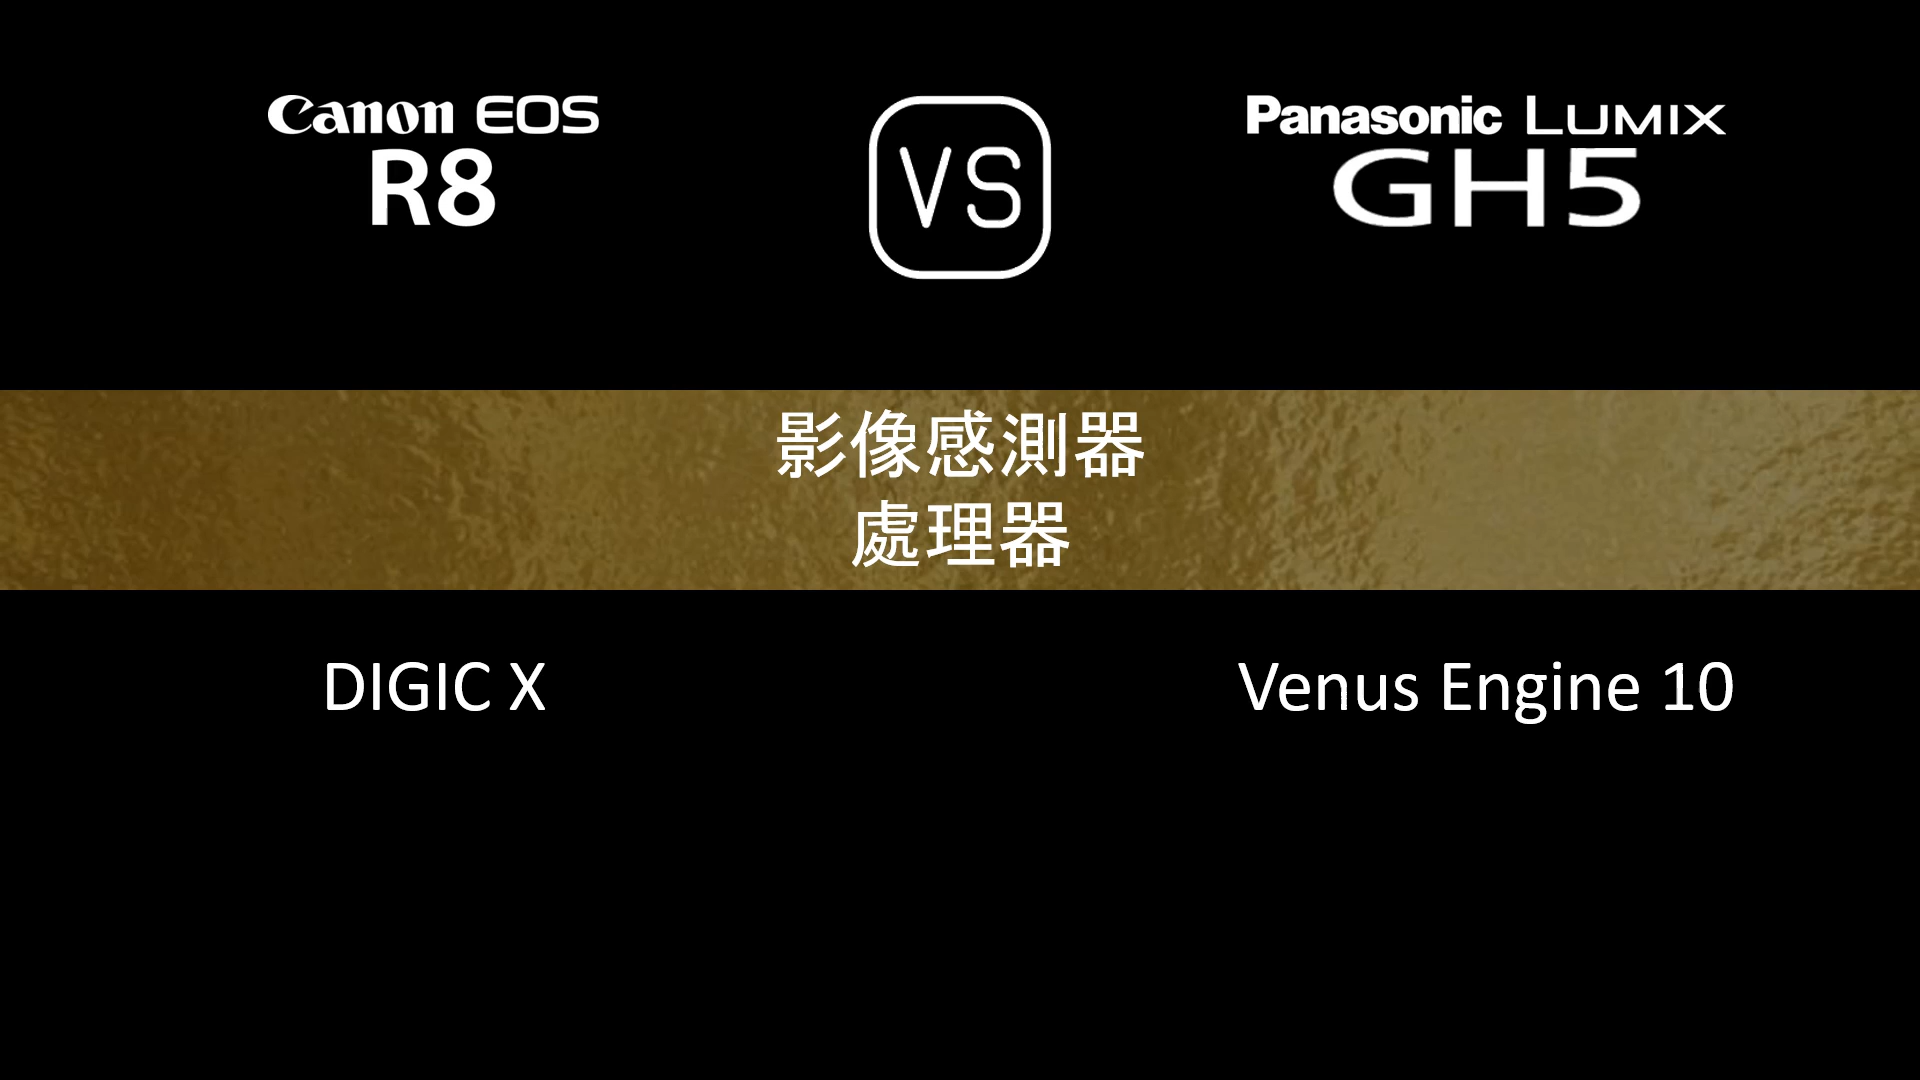 Canon EOS
R8
VS
Panasonic LUMIX
GH5
影像感測器
處理器
DIGIC X
Venus Engine 10